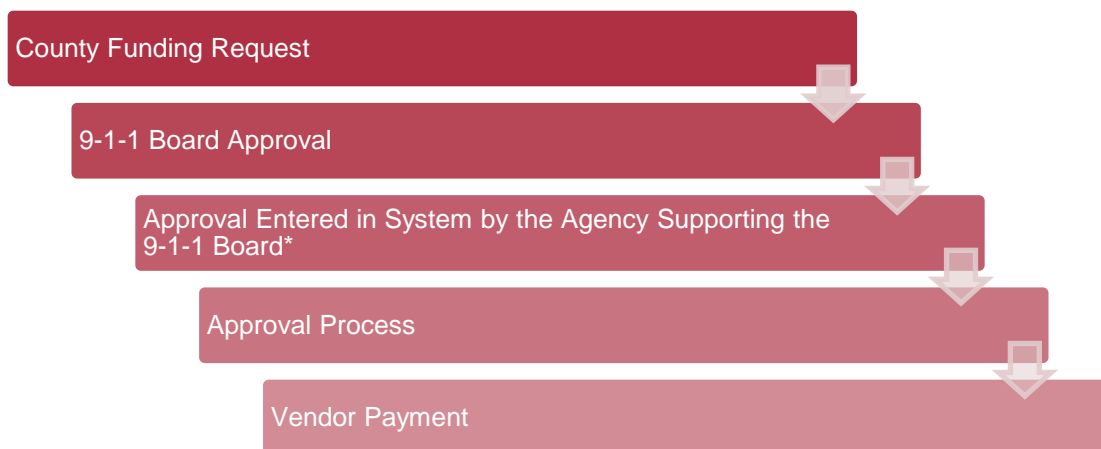 County Funding Request
9-1-1 Board Approval
Approval Entered in System by the Agency Supporting the
9-1-1 Board*
Approval Process
Vendor Payment